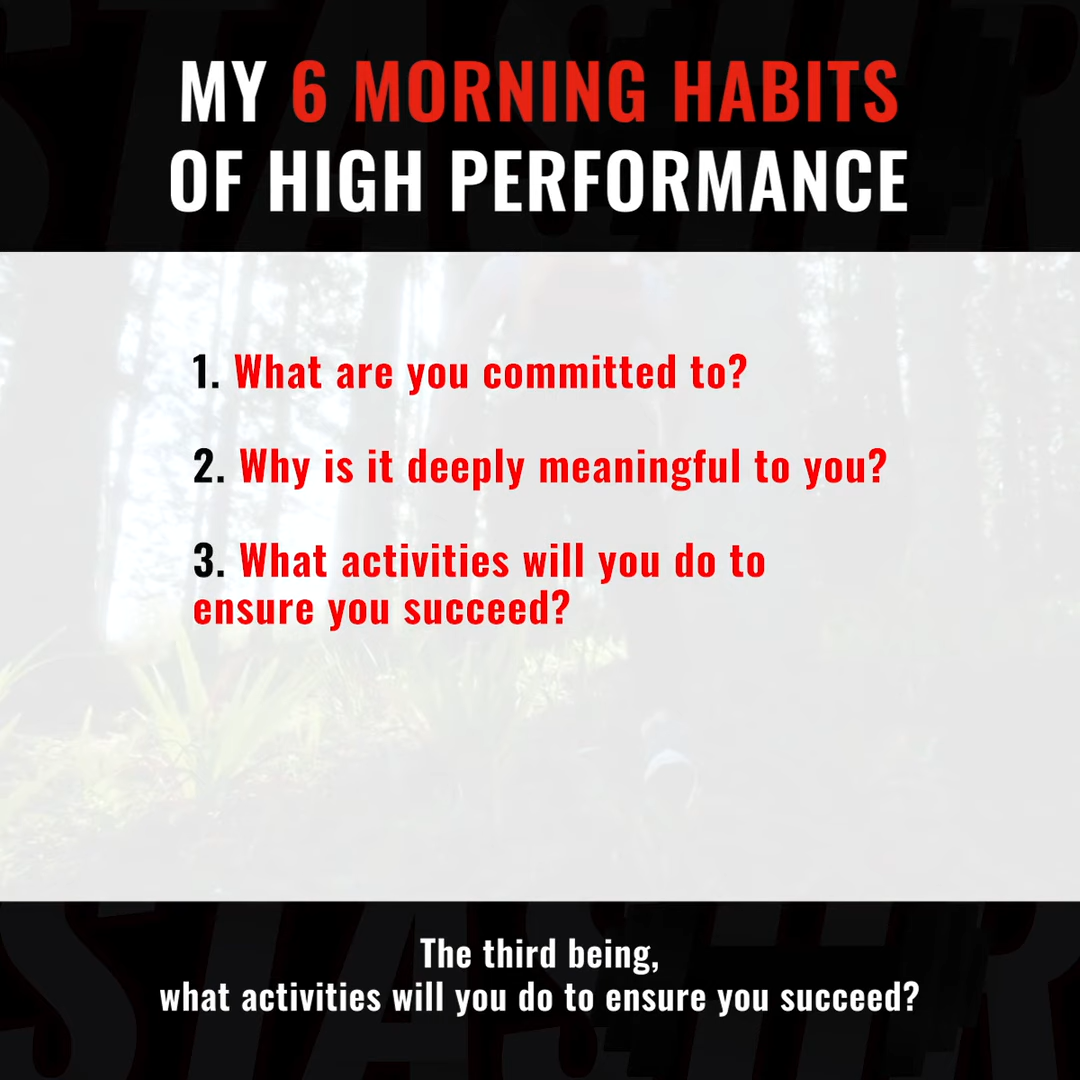 MY 6 MORNING HABITS
OF HIGH PERFORMANCE
1. What are you committed to?
2. Why is it deeply meaningful to you?
3. What activities will you do to
ensure you succeed?
The third being,
what activities will you do to ensure you succeed?